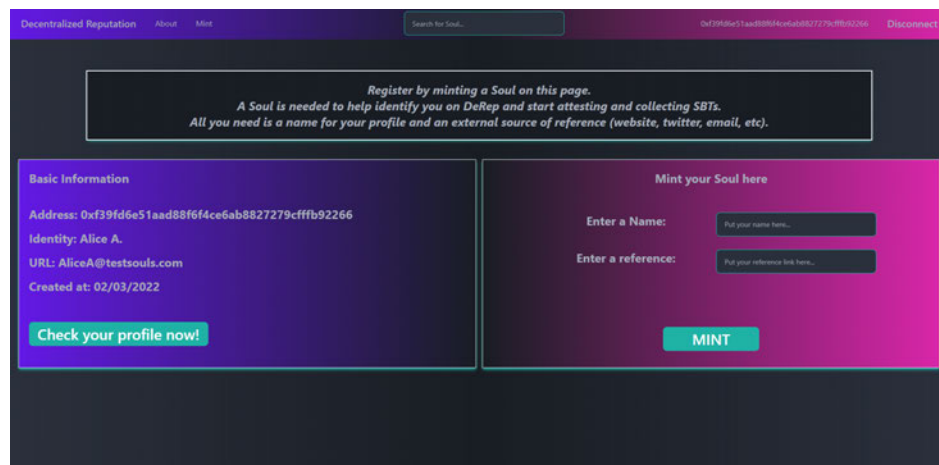 Decentralized Reputation About Mint Search for Soul... 0xf39fd6e51aad88f6f4ce6ab8827279cfffb92266 Disconnect
Register by minting a Soul on this page.
A Soul is needed to help identify you on DeRep and start attesting and collecting SBTs.
All you need is a name for your profile and an external source of reference (website, twitter, email, etc).
Basic Information
Address: 0xf39fd6e51aad88f6f4ce6ab8827279cfffb92266
Identity: Alice A.
URL: AliceA@testsouls.com
Created at: 02/03/2022
Check your profile now!
Mint your Soul here
Enter a Name: Put your name here...
Enter a reference: Put your reference link here...
MINT